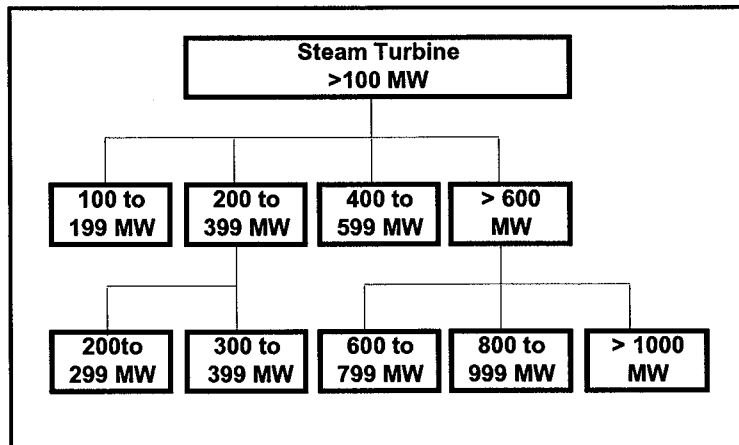 Steam Turbine
>100 MW
100 to
199 MW
200 to
399 MW
400 to
599 MW
> 600
MW
200to
299 MW
300 to
399 MW
600 to
799 MW
800 to
999 MW
> 1000
MW